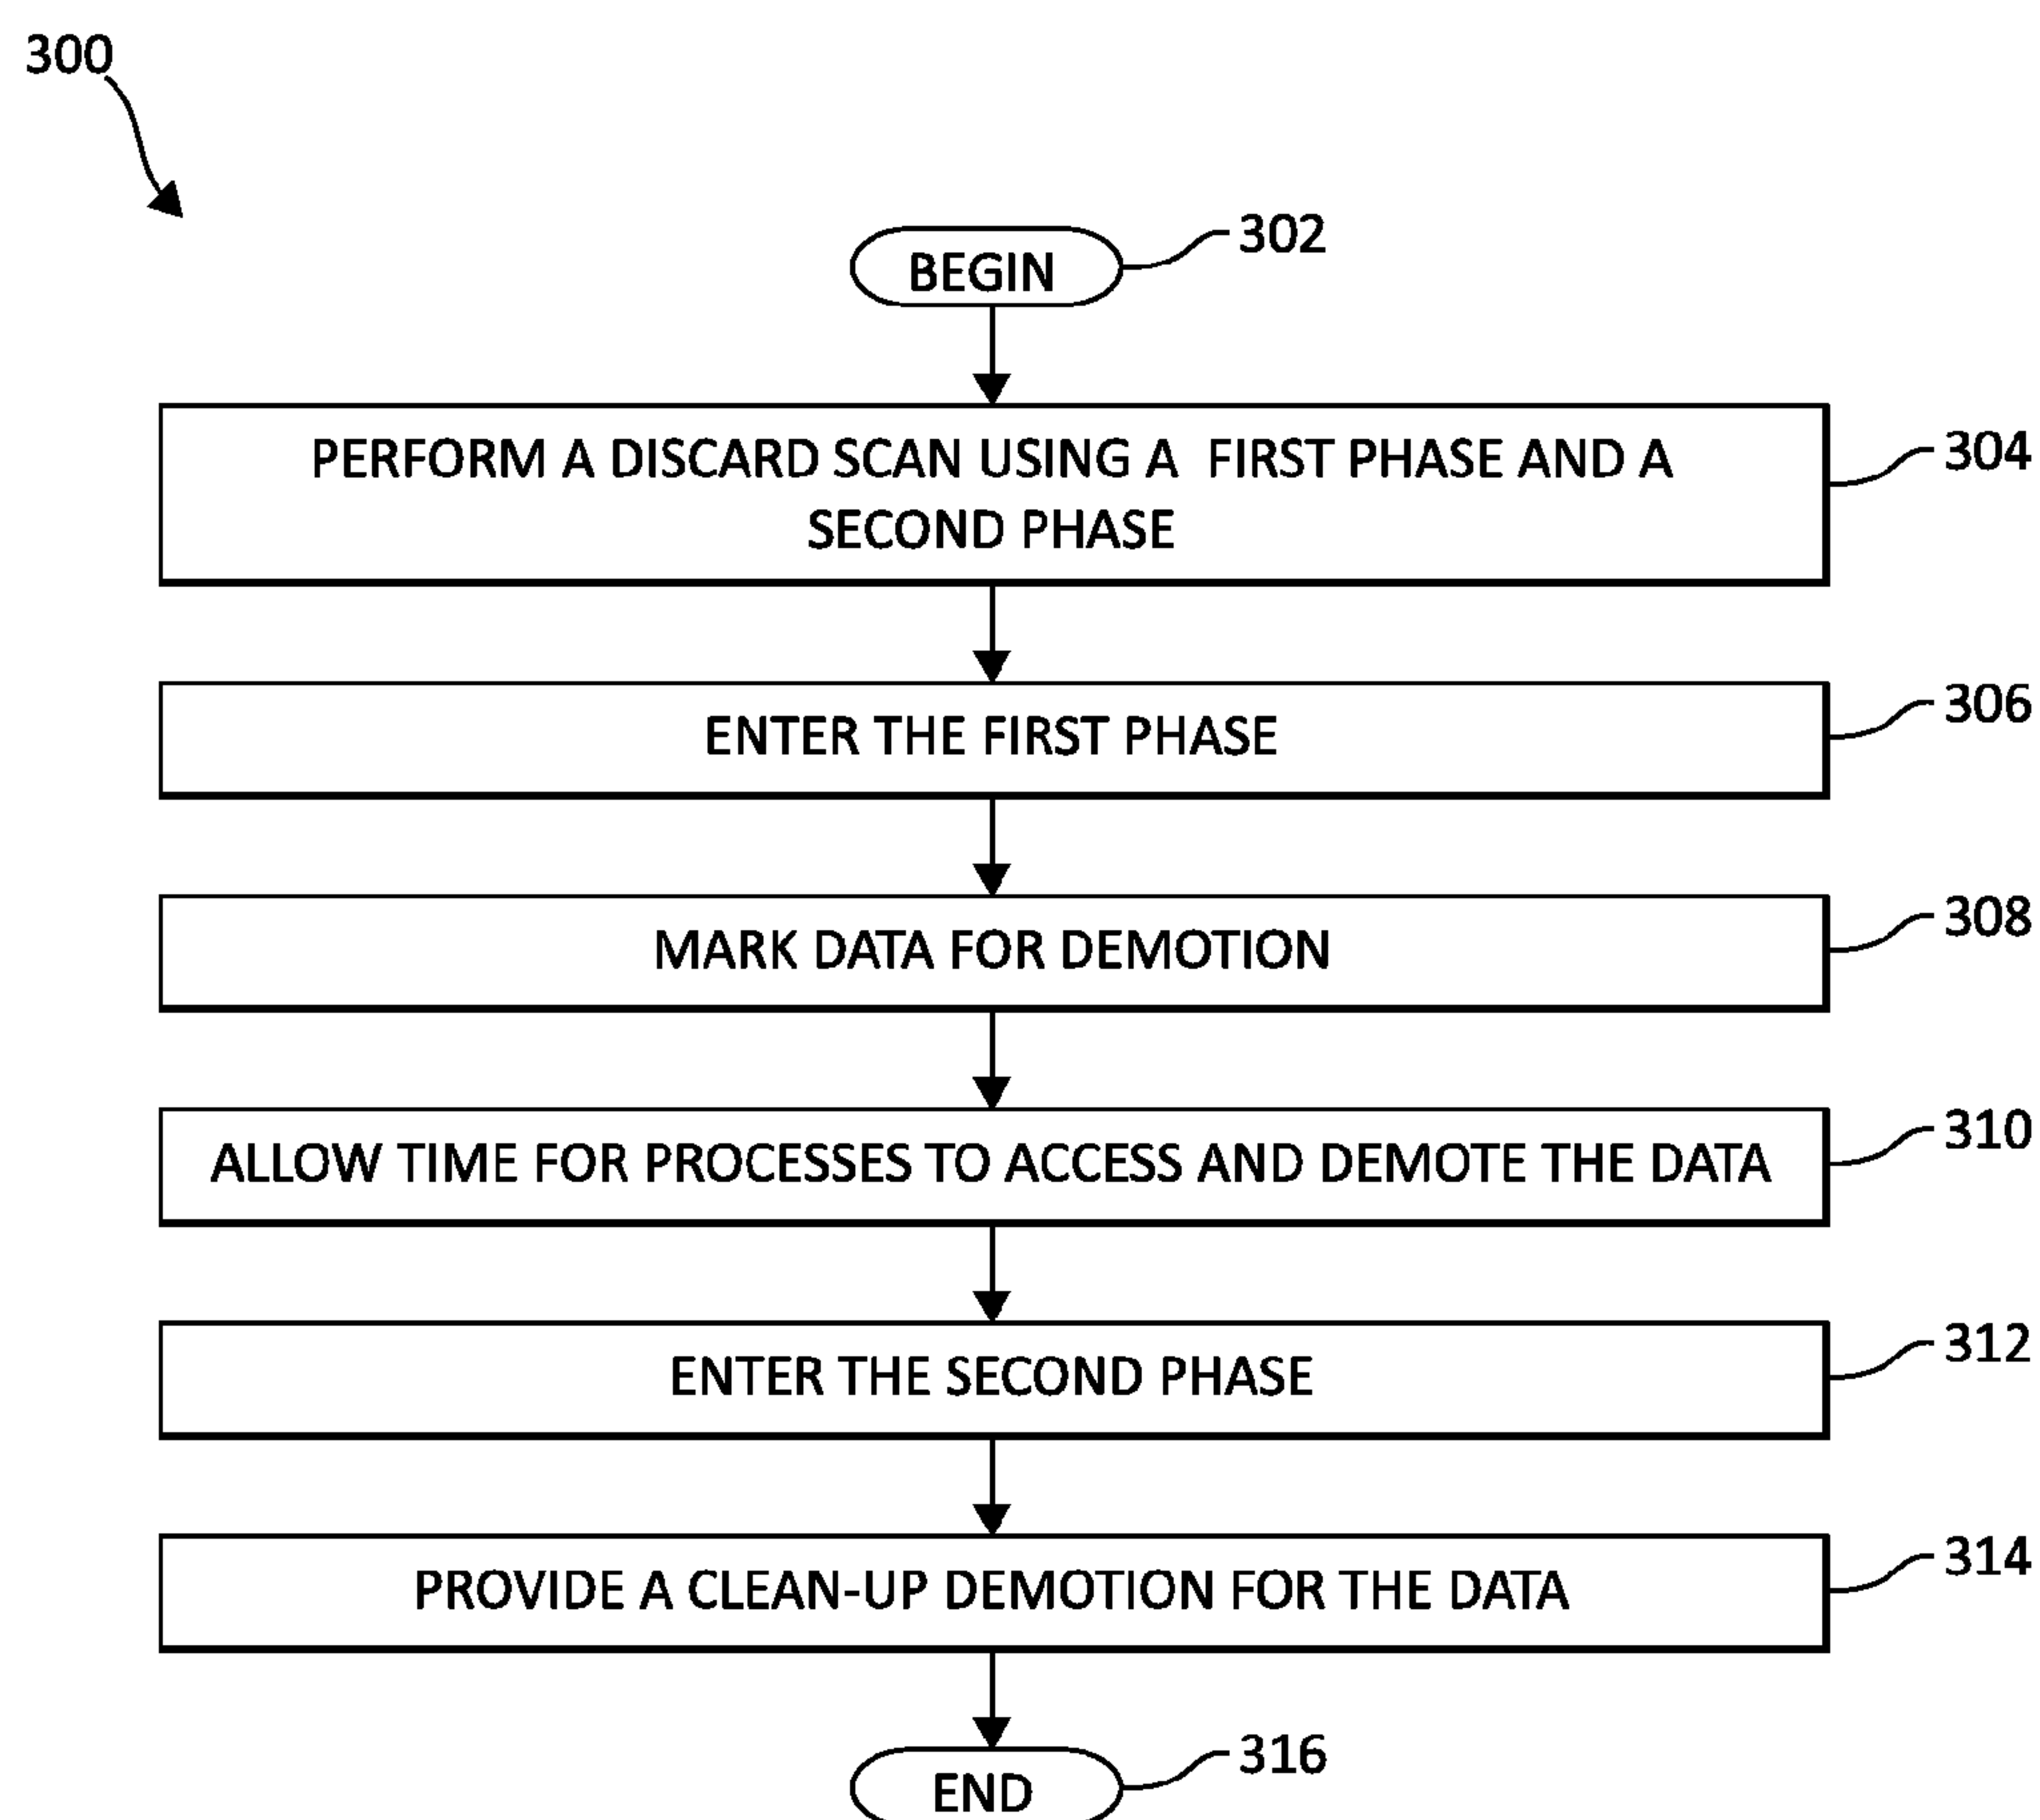 300
BEGIN
302
PERFORM A DISCARD SCAN USING A FIRST PHASE AND A
SECOND PHASE
304
ENTER THE FIRST PHASE
306
MARK DATA FOR DEMOTION
308
ALLOW TIME FOR PROCESSES TO ACCESS AND DEMOTE THE DATA
310
ENTER THE SECOND PHASE
312
PROVIDE A CLEAN-UP DEMOTION FOR THE DATA
314
END
316